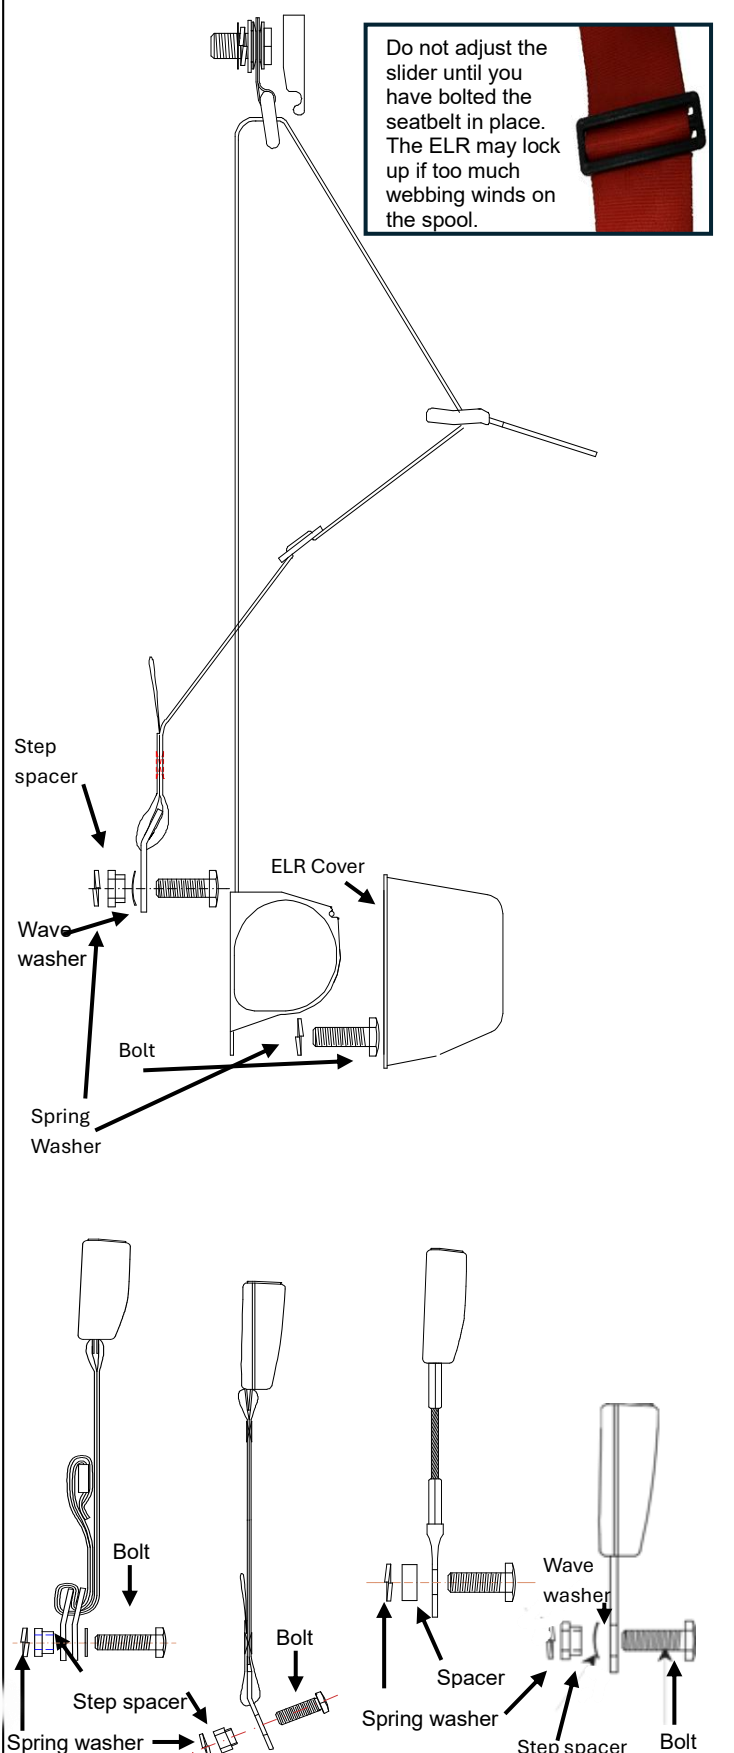 Do not adjust the
slider until you
have bolted the
seatbelt in place.
The ELR may lock
up if too much
webbing winds on
the spool.
Step
spacer
ELR Cover
Wave
washer
Bolt
Spring
Washer
Bolt
Wave
washer
Bolt
Spacer
Step spacer
Spring washer
Spring washer
Step spacer
Bolt